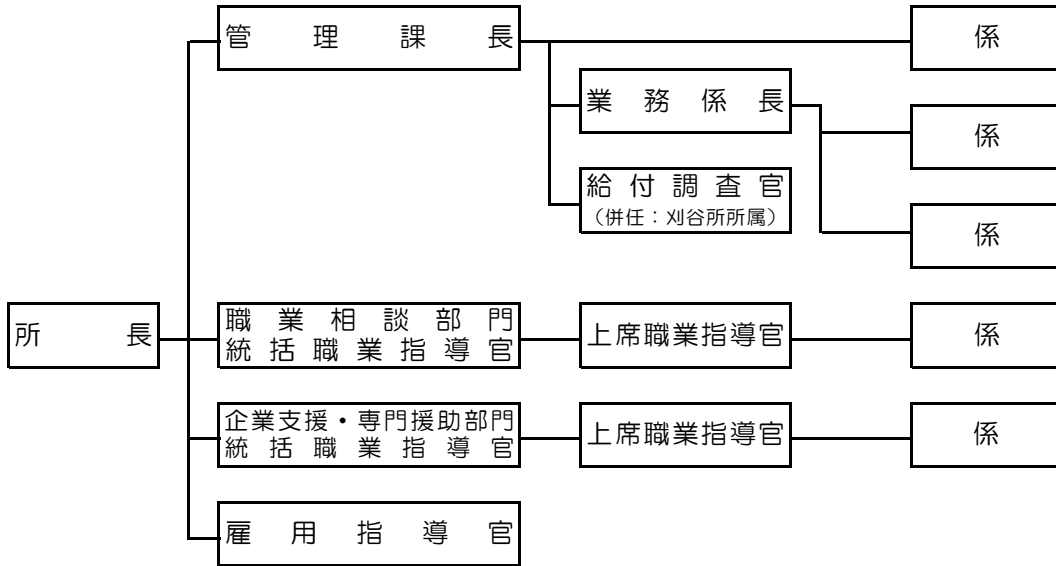 管理課長
係
業務係長
係
給付調査官
（併任：刈谷所所属）
係
所長
職業相談部門
統括職業指導官
上席職業指導官
係
企業支援・専門援助部門
統括職業指導官
上席職業指導官
係
雇用指導官